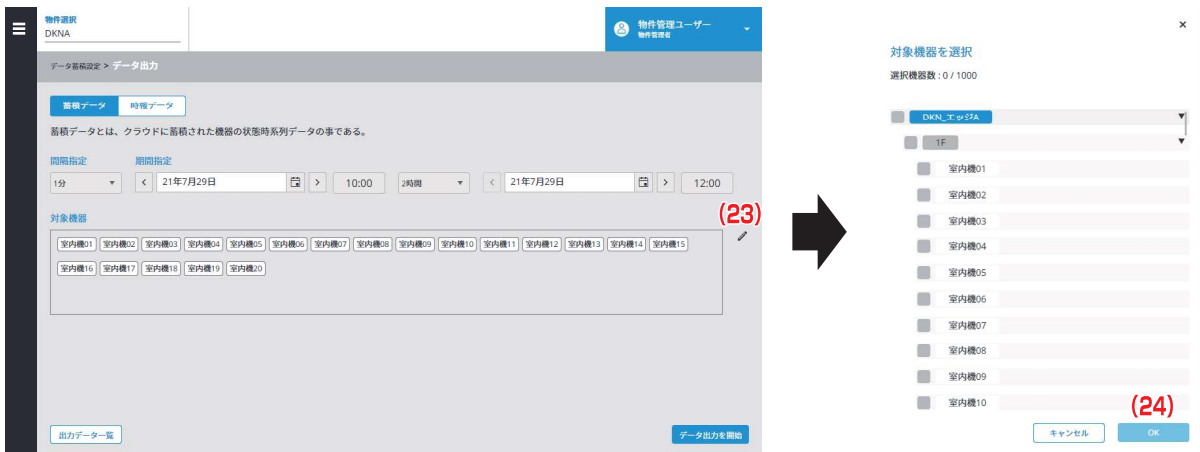 物件選択
DKNA
物件管理ユーザー
物件管理者
データ蓄積設定 > データ出力
蓄積データ 時報データ
蓄積データとは、クラウドに蓄積された機器の状態時系列データの事である。
間隔指定 期間指定
1分 21年7月29日 10:00 2時間 21年7月29日 12:00
対象機器
(23)
室内機01 室内機02 室内機03 室内機04 室内機05 室内機06 室内機07 室内機08 室内機09 室内機10 室内機11 室内機12 室内機13 室内機14 室内機15
室内機16 室内機17 室内機18 室内機19 室内機20
出力データ一覧 データ出力を開始
×
対象機器を選択
選択機器数 : 0 / 1000
DKN_エッジA
1F
室内機01
室内機02
室内機03
室内機04
室内機05
室内機06
室内機07
室内機08
室内機09
室内機10
(24)
キャンセル OK